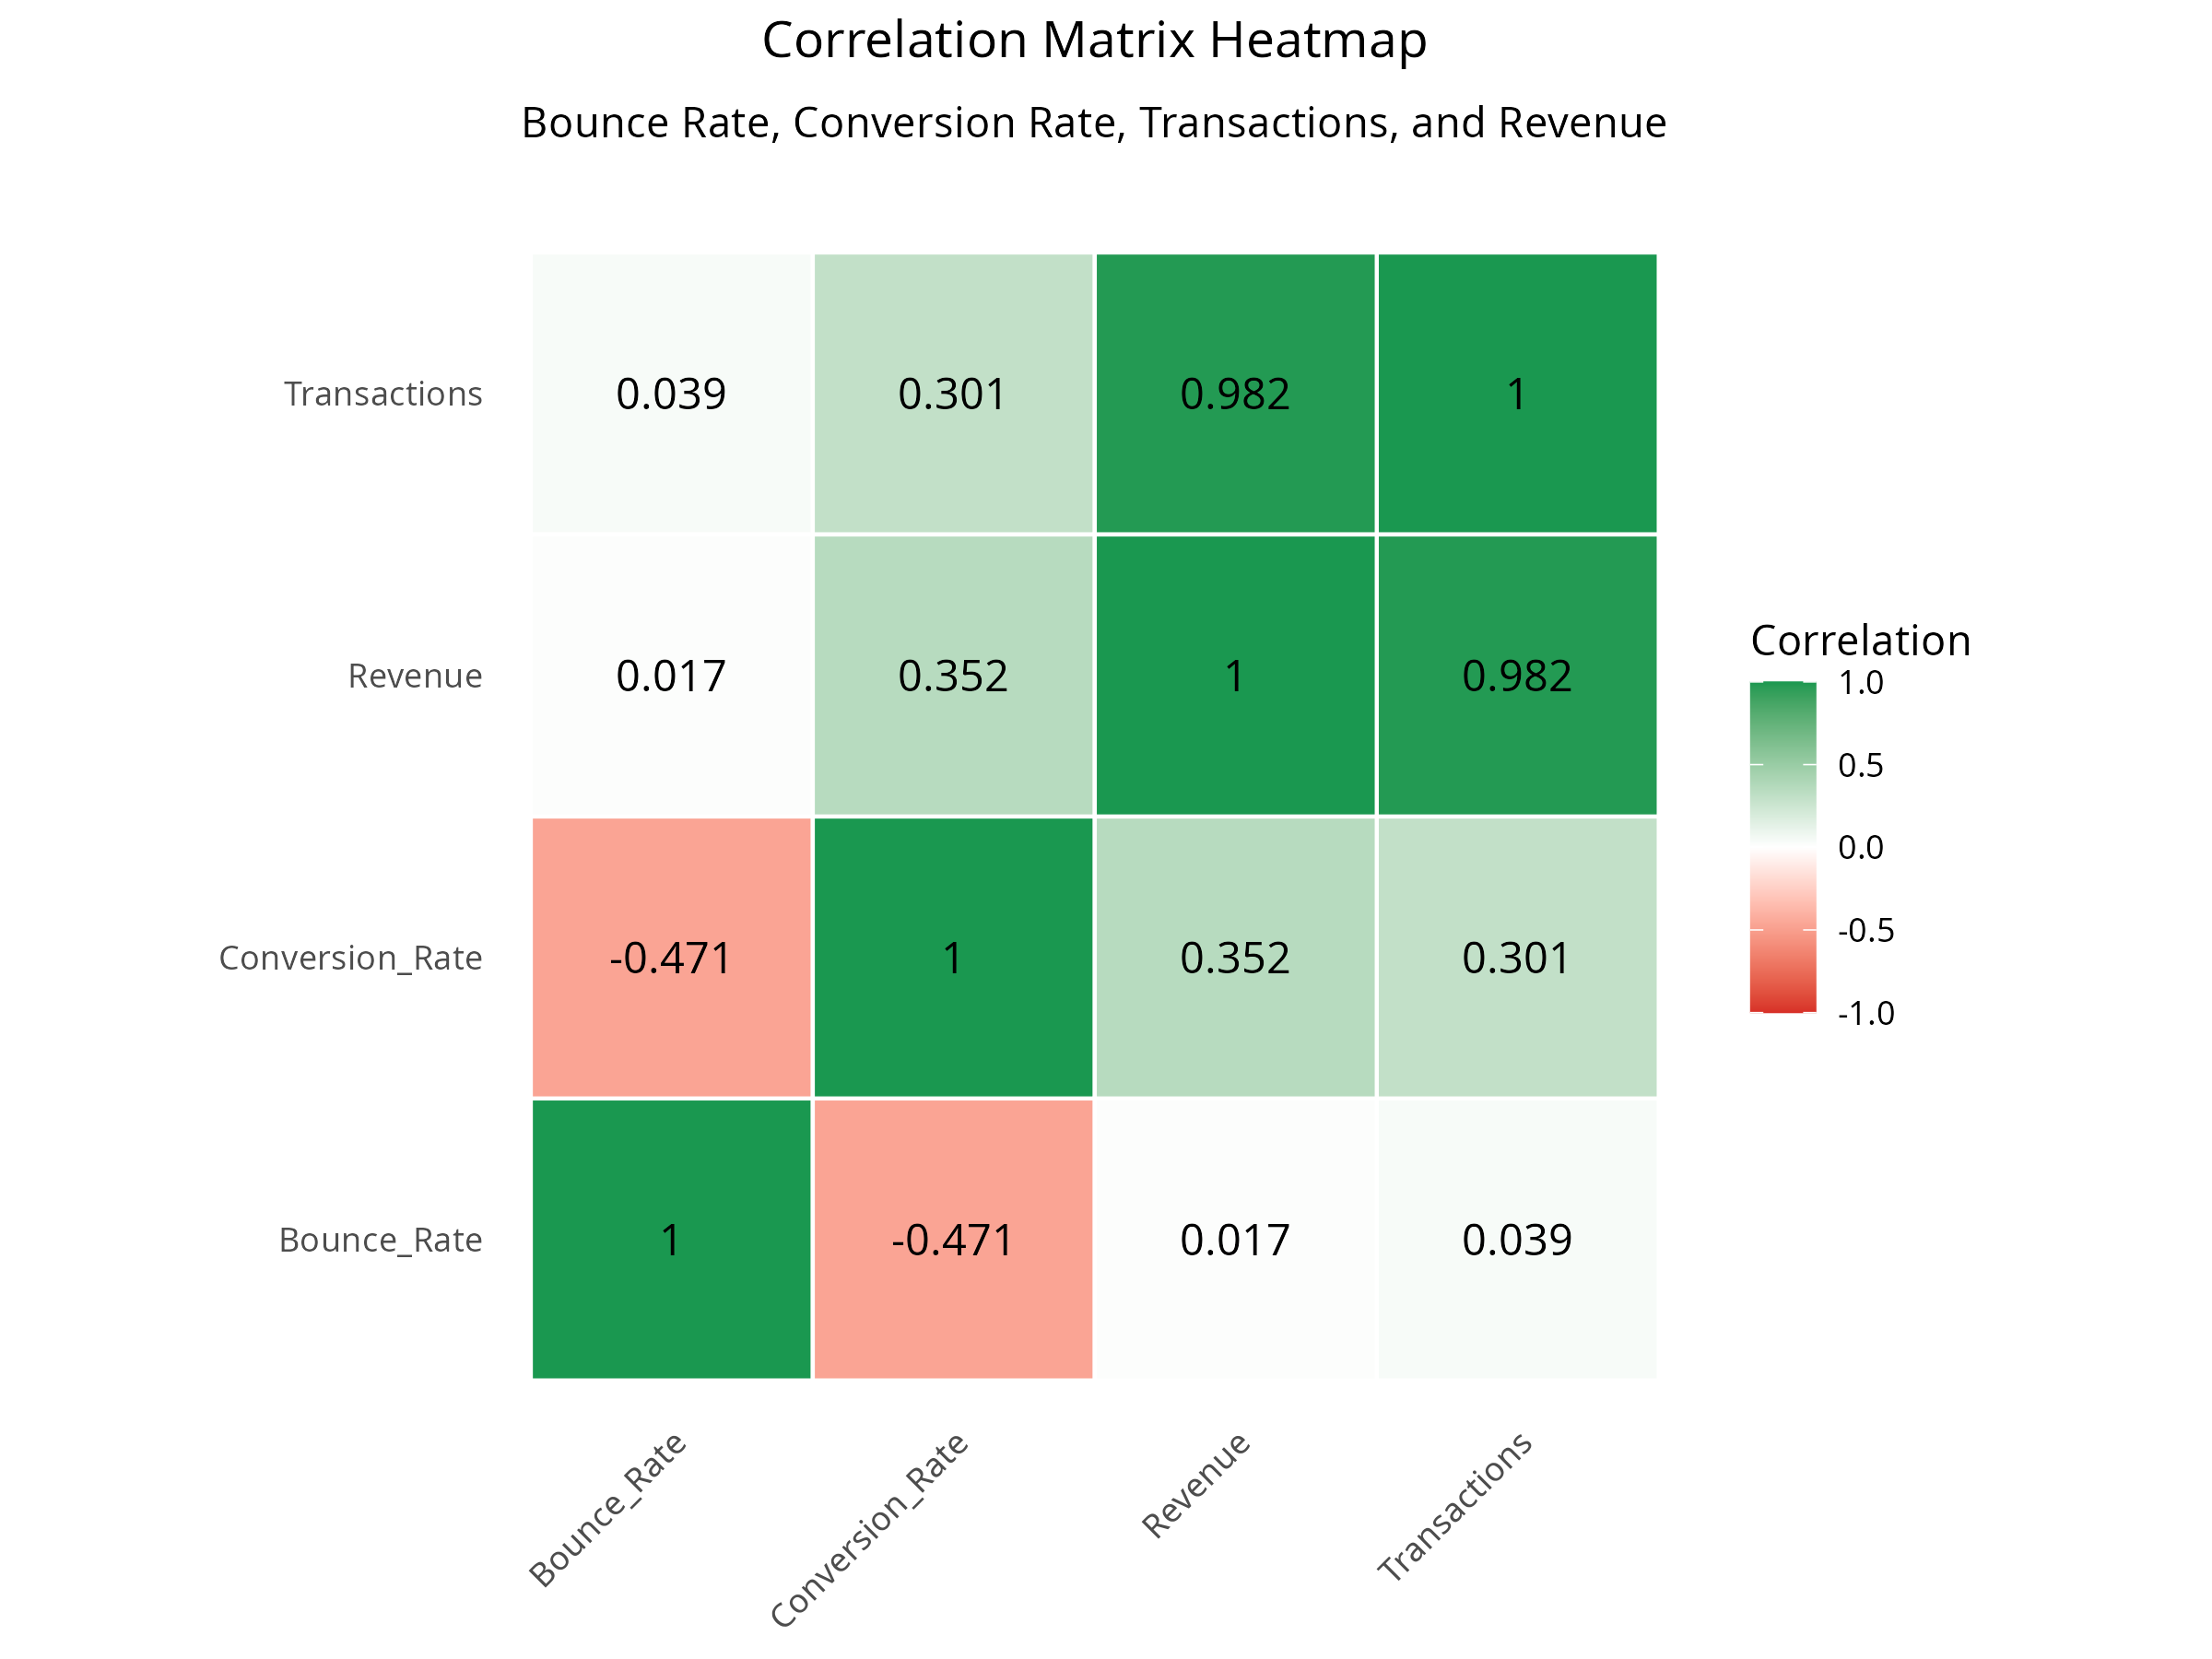 Correlation Matrix Heatmap
Bounce Rate, Conversion Rate, Transactions, and Revenue
Transactions 0.039 0.301 0.982 1
Revenue 0.017 0.352 1 0.982
Conversion_Rate -0.471 1 0.352 0.301
Bounce_Rate 1 -0.471 0.017 0.039
Bounce_Rate Conversion_Rate Revenue Transactions
Correlation
1.0
0.5
0.0
-0.5
-1.0